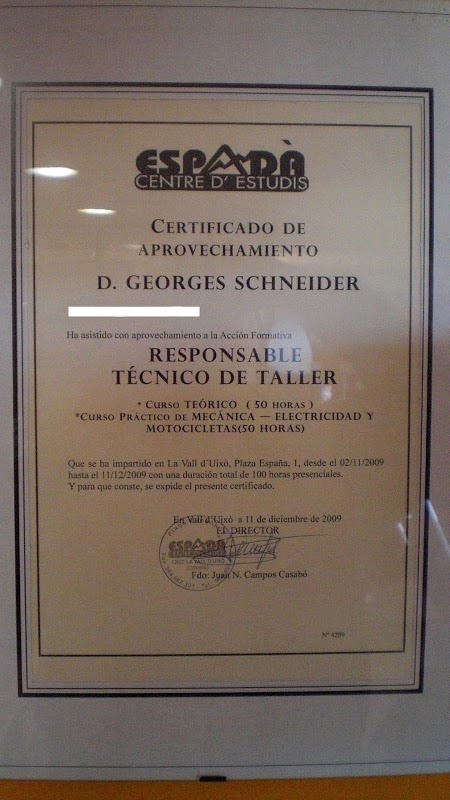 ESPADÀ
CENTRE D' ESTUDIS
CERTIFICADO DE
APROVECHAMIENTO
D. GEORGES SCHNEIDER
Ha asistido con aprovechamiento a la Acción Formativa
RESPONSABLE
TÉCNICO DE TALLER
* CURSO TEÓRICO ( 50 HORAS )
*CURSO PRÁCTICO DE MECÁNICA — ELECTRICIDAD Y
MOTOCICLETAS(50 HORAS)
Que se ha impartido en La Vall d´Uixò, Plaza España, 1, desde el 02/11/2009
hasta el 11/12/2009 con una duración total de 100 horas presenciales.
Y para que conste, se expide el presente certificado.
En Vall d´Uixò a 11 de diciembre de 2009
EL DIRECTOR
ESPADÀ
Fdo: Juan N. Campos Casabó
Nº 4209